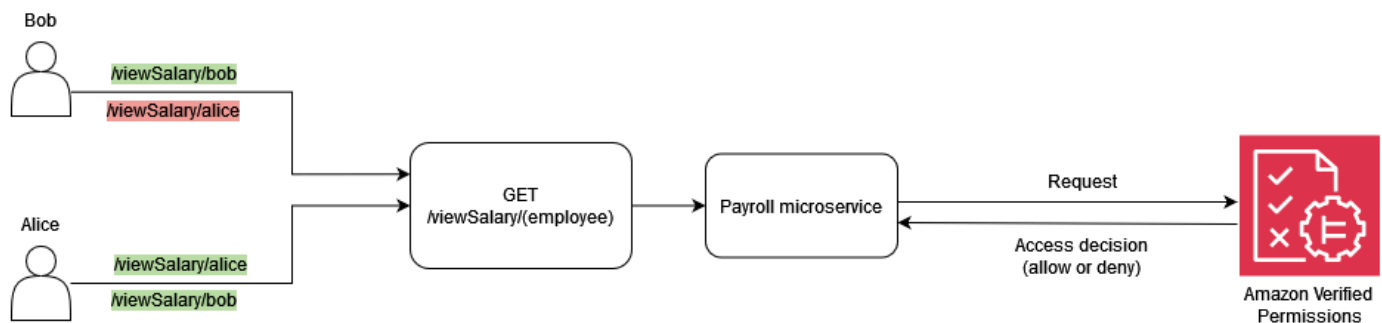 Bob
/viewSalary/bob
/viewSalary/alice
Alice
/viewSalary/alice
/viewSalary/bob
GET
/viewSalary/(employee)
Payroll microservice
Request
Access decision
(allow or deny)
Amazon Verified
Permissions